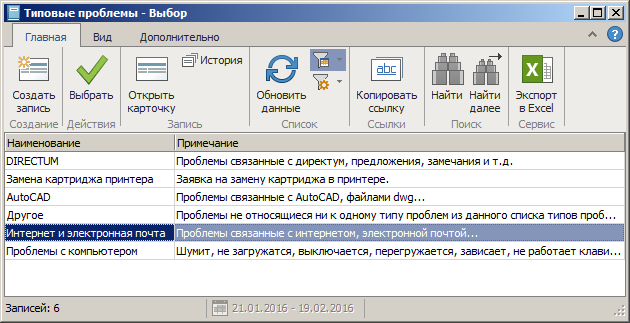 Типовые проблемы - Выбор
Главная Вид Дополнительно
Создать запись
Выбрать
Открыть карточку
История
Обновить данные
abc
Копировать ссылку
Найти
Найти далее
X
Экспорт в Excel
Создание Действия Запись Список Ссылки Поиск Сервис
Наименование Примечание
DIRECTUM Проблемы связанные с директум, предложения, замечания и т.д.
Замена картриджа принтера Заявка на замену картриджа в принтере.
AutoCAD Проблемы связанные с AutoCAD, файлами dwg...
Другое Проблемы не относящиеся ни к одному типу проблем из данного списка типов проб...
Интернет и электронная почта Проблемы связанные с интернетом, электронной почтой...
Проблемы с компьютером Шумит, не загружатся, выключается, перегружается, зависает, не работает клави...
Записей: 6 21.01.2016 - 19.02.2016